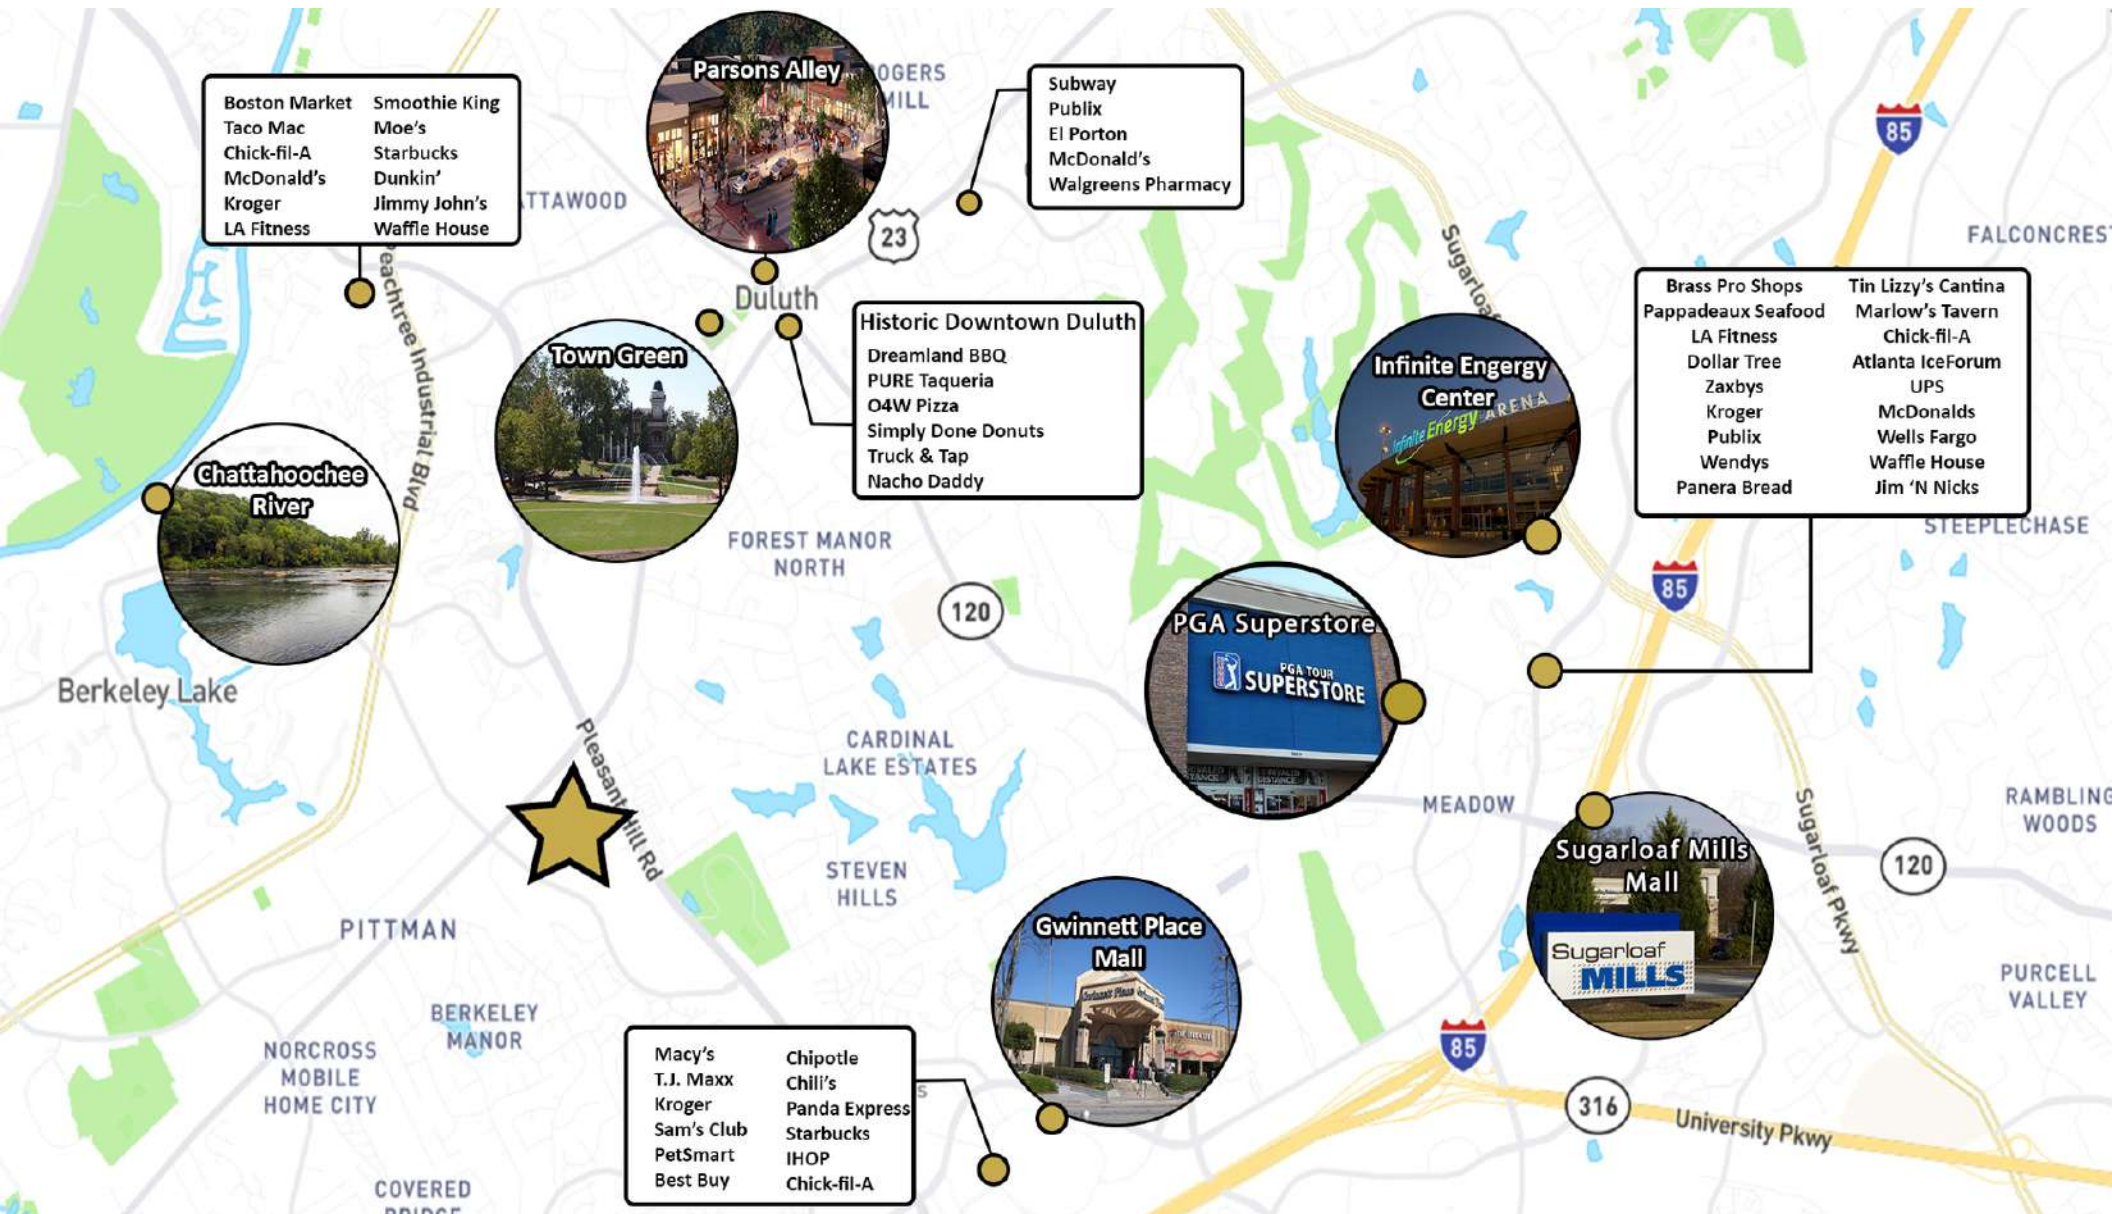 Boston Market
Taco Mac
Chick-fil-A
McDonald's
Kroger
LA Fitness
Smoothie King
Moe's
Starbucks
Dunkin'
Jimmy John's
Waffle House
Parsons Alley
OGERS
MILL
Subway
Publix
El Porton
McDonald's
Walgreens Pharmacy
85
TTAWOOD
23
FALCONCREST
Sugarloaf
Duluth
eachtree Industrial Blvd
Historic Downtown Duluth
Dreamland BBQ
PURE Taqueria
O4W Pizza
Simply Done Donuts
Truck & Tap
Nacho Daddy
Town Green
Infinite Engergy
Center
Infinite Energy ARENA
Brass Pro Shops
Pappadeaux Seafood
LA Fitness
Dollar Tree
Zaxbys
Kroger
Publix
Wendys
Panera Bread
Tin Lizzy's Cantina
Marlow's Tavern
Chick-fil-A
Atlanta IceForum
UPS
McDonalds
Wells Fargo
Waffle House
Jim 'N Nicks
STEEPLECHASE
Chattahoochee
River
FOREST MANOR
NORTH
120
85
PGA Superstore
PGA TOUR
SUPERSTORE
Berkeley Lake
Pleasant Hill Rd
CARDINAL
LAKE ESTATES
MEADOW
RAMBLING
WOODS
Sugarloaf Pkwy
120
Sugarloaf Mills
Mall
Sugarloaf
MILLS
STEVEN
HILLS
PITTMAN
Gwinnett Place
Mall
Gwinnett Place
PURCELL
VALLEY
BERKELEY
MANOR
NORCROSS
MOBILE
HOME CITY
Macy's
T.J. Maxx
Kroger
Sam's Club
PetSmart
Best Buy
Chipotle
Chili's
Panda Express
Starbucks
IHOP
Chick-fil-A
S
85
316
University Pkwy
COVERED
BRIDGE